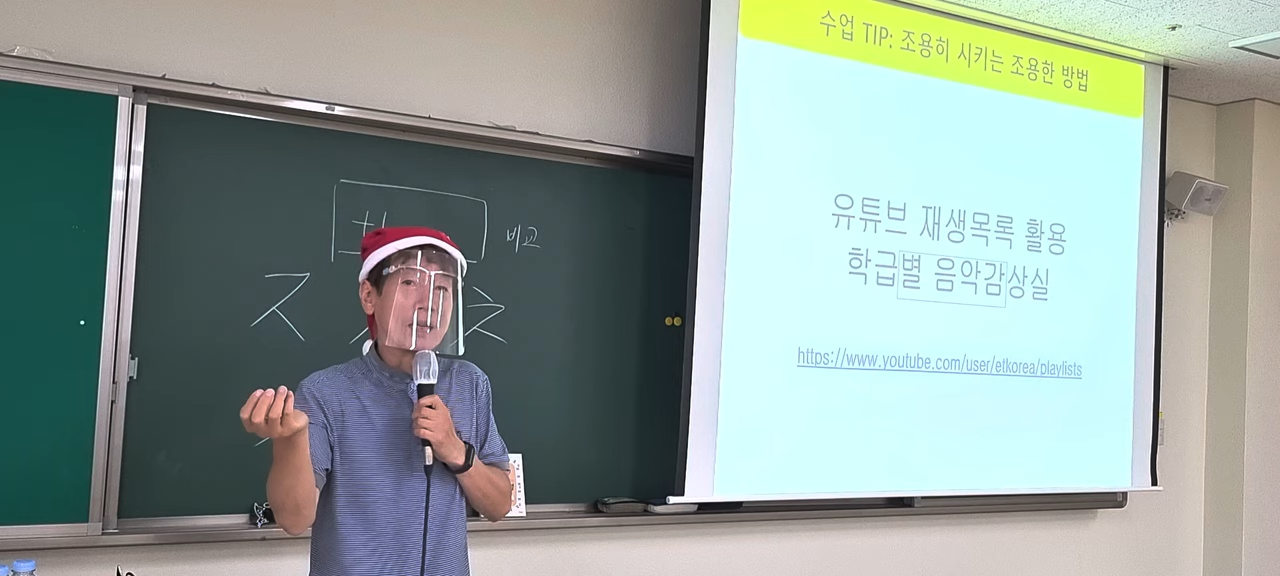 수업 TIP: 조용히 시키는 조용한 방법
유튜브 재생목록 활용
학급별 음악감상실
https://www.youtube.com/user/etkorea/playlists
비교
ㅈ ㅊ